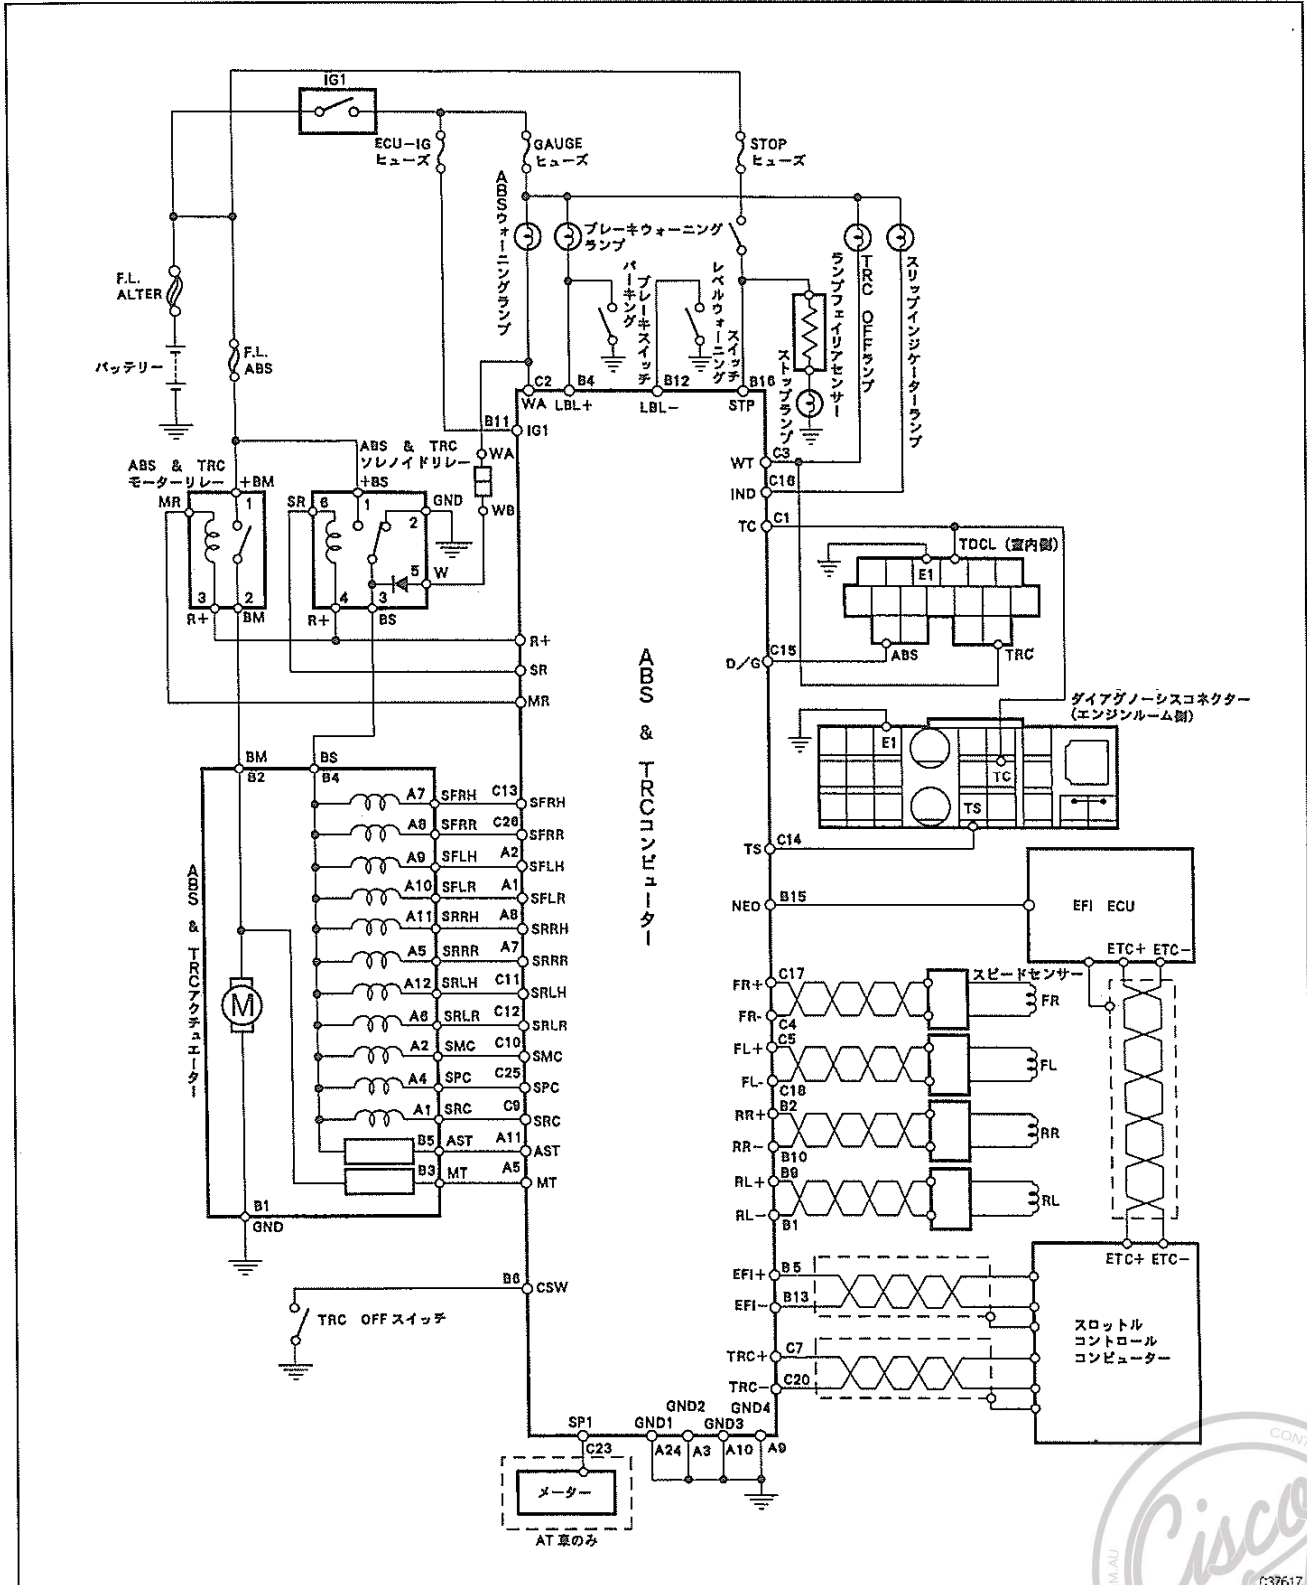 IG1
ECU-IG
ヒューズ
GAUGE
ヒューズ
STOP
ヒューズ
ABSウォーニングランプ
ブレーキウォーニング
ランプ
パーキング
ブレーキスイッチ
レベルウォーニング
スイッチ
ランプフェイリアセンサー
ストップランプ
TRC OFFランプ
スリップインジケーターランプ
F.L.
ALTER
バッテリー
F.L.
ABS
C2
WA
B4
LBL+
B12
LBL-
B16
STP
B11
IG1
ABS & TRC
ソレノイドリレー
ABS & TRC
モーターリレー
+BM
MR
1
3
2
R+
BM
+BS
SR
6
1
2
GND
5
W
4
3
R+
BS
WA
WB
R+
SR
MR
WT
C3
IND
C16
TC
C1
TDCL (室内側)
E1
ABS
TRC
D/G
C15
ABS & TRCコンピューター
ダイアグノーシスコネクター
(エンジンルーム側)
E1
TC
TS
TS
C14
NEO
B15
EFI ECU
ETC+ ETC-
BM
B2
BS
B4
A7 SFRH C13 SFRH
A8 SFRR C26 SFRR
A9 SFLH A2 SFLH
A10 SFLR A1 SFLR
A11 SRRH A8 SRRH
A5 SRRR A7 SRRR
A12 SRLH C11 SRLH
A6 SRLR C12 SRLR
A2 SMC C10 SMC
A4 SPC C25 SPC
A1 SRC C9 SRC
B5 AST A11 AST
B3 MT A5 MT
ABS & TRCアクチュエーター
M
B1
GND
スピードセンサー
FR+ C17
FR- C4
FR
FL+ C5
FL- C18
FL
RR+ B2
RR- B10
RR
RL+ B9
RL- B1
RL
ETC+ ETC-
EFI+ B5
EFI- B13
TRC+ C7
TRC- C20
スロットル
コントロール
コンピューター
B6
CSW
TRC OFFスイッチ
SP1
C23
メーター
AT車のみ
GND1
GND2
GND3
GND4
A24
A3
A10
A9
Cisco
C37617